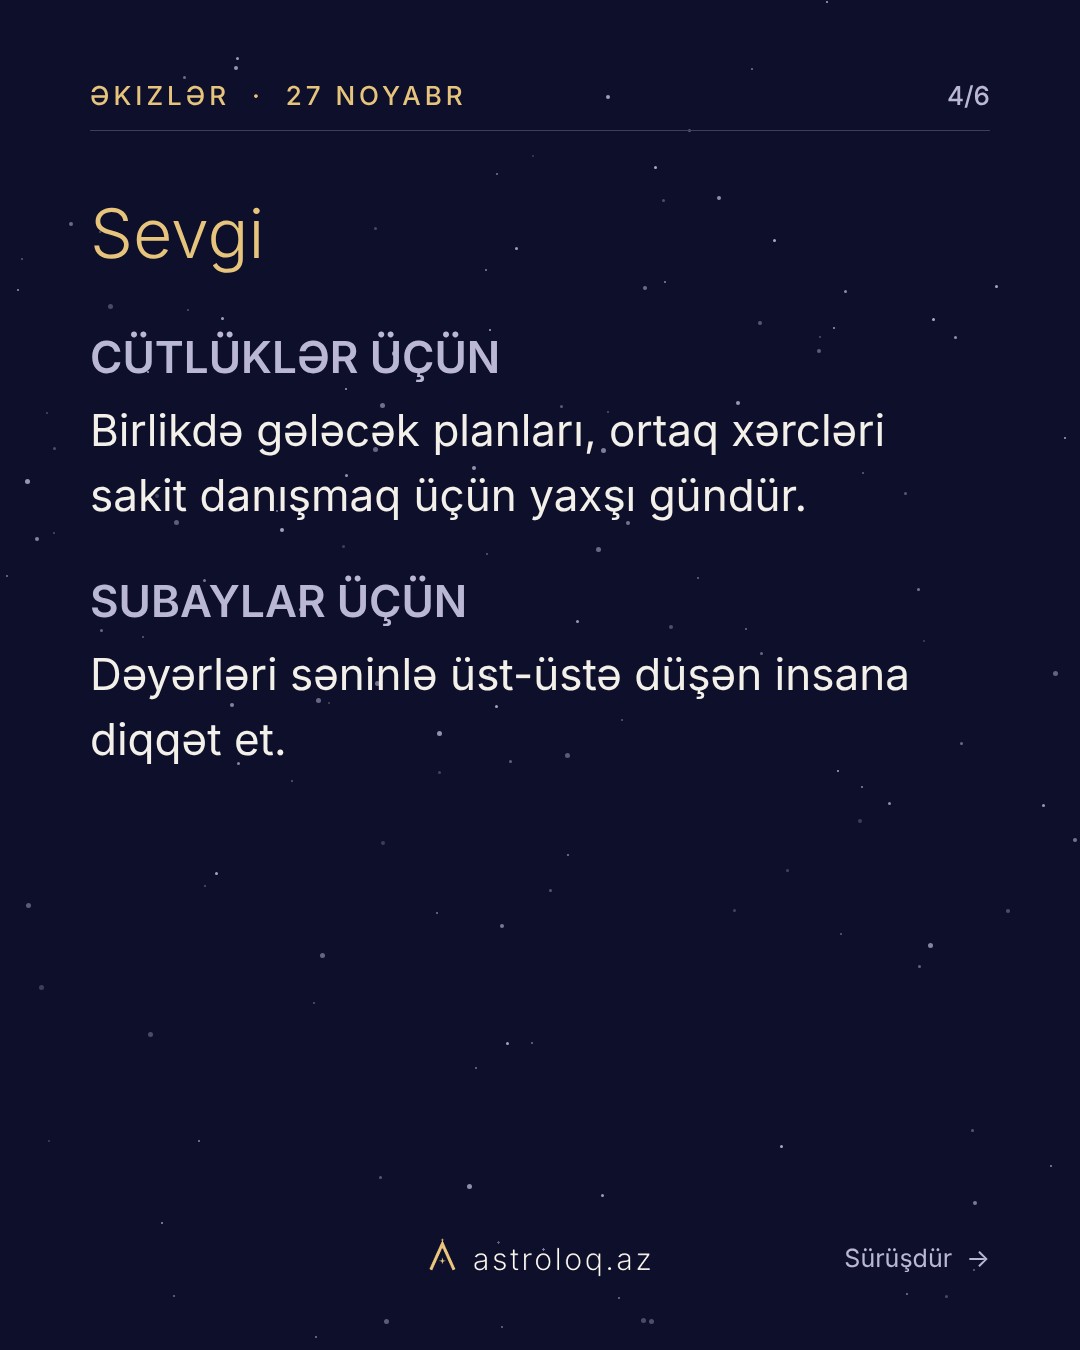 ƏKIZLƏR · 27 NOYABR 4/6
Sevgi
CÜTLÜKLƏR ÜÇÜN
Birlikdə gələcək planları, ortaq xərcləri
sakit danışmaq üçün yaxşı gündür.
SUBAYLAR ÜÇÜN
Dəyərləri səninlə üst-üstə düşən insana
diqqət et.
astroloq.az Sürüşdür →